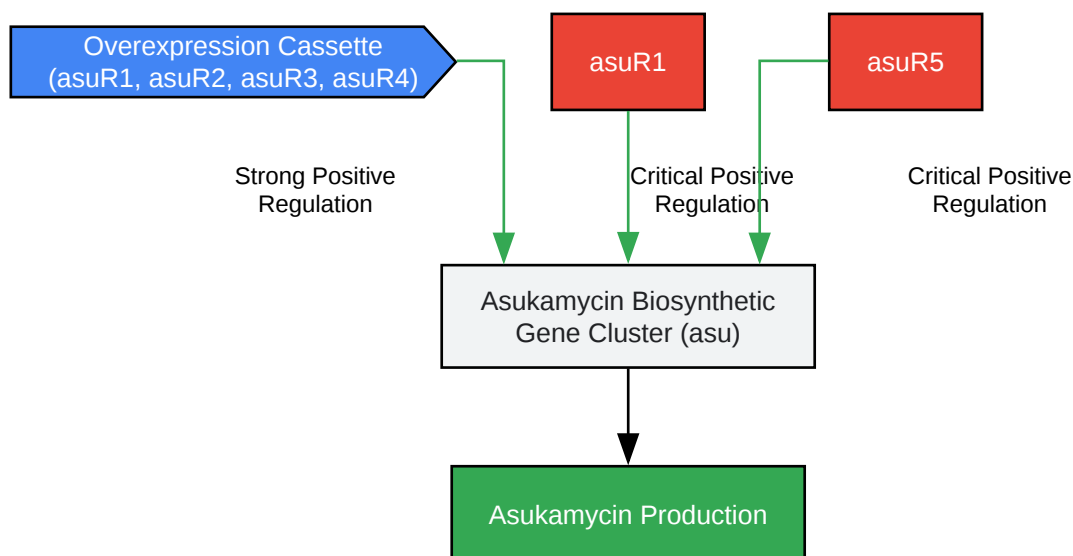 Overexpression Cassette
(asuR1, asuR2, asuR3, asuR4)
asuR1
asuR5
Strong Positive
Regulation
Critical Positive
Regulation
Critical Positive
Regulation
Asukamycin Biosynthetic
Gene Cluster (asu)
Asukamycin Production